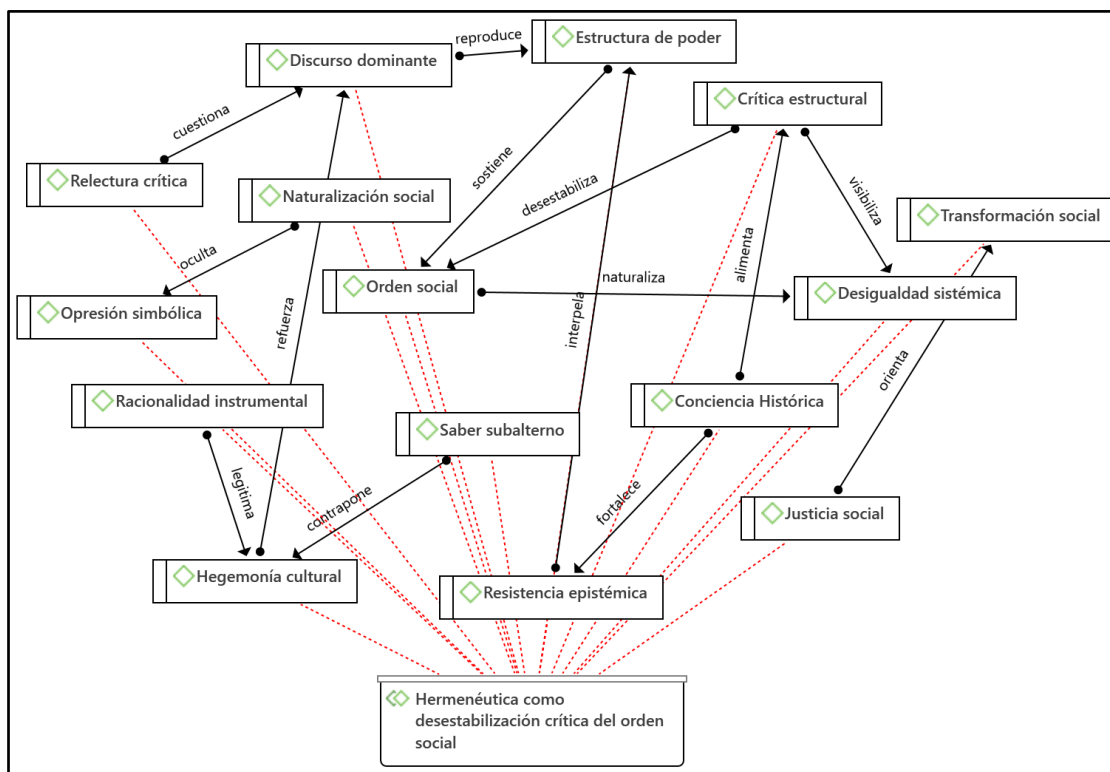 reproduce
Estructura de poder
Discurso dominante
Crítica estructural
cuestiona
sostiene
Relectura crítica
Naturalización social
desestabiliza
visibiliza
Transformación social
oculta
alimenta
naturaliza
Orden social
Desigualdad sistémica
Opresión simbólica
refuerza
interpela
orienta
Racionalidad instrumental
Conciencia Histórica
Saber subalterno
legitima
contrapone
fortalece
Justicia social
Hegemonía cultural
Resistencia epistémica
Hermenéutica como
desestabilización crítica del orden
social